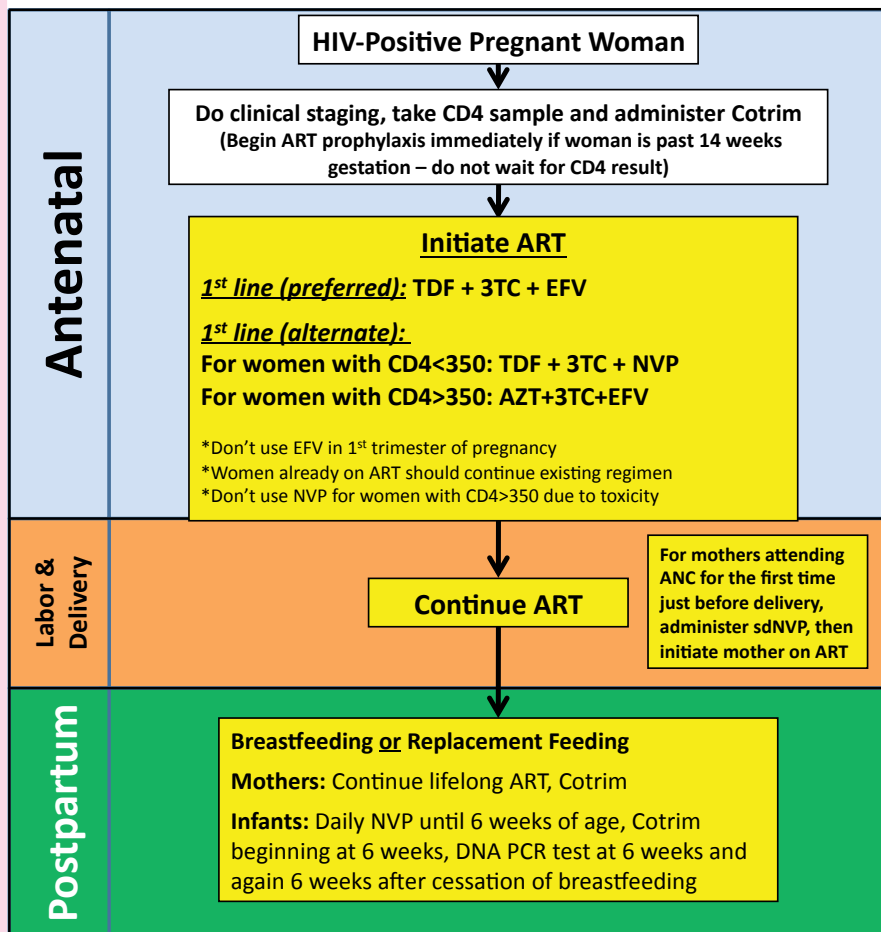 HIV-Positive Pregnant Woman
Do clinical staging, take CD4 sample and administer Cotrim
(Begin ART prophylaxis immediately if woman is past 14 weeks
gestation – do not wait for CD4 result)
Antenatal
Initiate ART
1st line (preferred): TDF + 3TC + EFV
1st line (alternate):
For women with CD4<350: TDF + 3TC + NVP
For women with CD4>350: AZT+3TC+EFV
*Don't use EFV in 1st trimester of pregnancy
*Women already on ART should continue existing regimen
*Don't use NVP for women with CD4>350 due to toxicity
Labor &
Delivery
Continue ART
For mothers attending
ANC for the first time
just before delivery,
administer sdNVP, then
initiate mother on ART
Postpartum
Breastfeeding or Replacement Feeding
Mothers: Continue lifelong ART, Cotrim
Infants: Daily NVP until 6 weeks of age, Cotrim
beginning at 6 weeks, DNA PCR test at 6 weeks and
again 6 weeks after cessation of breastfeeding